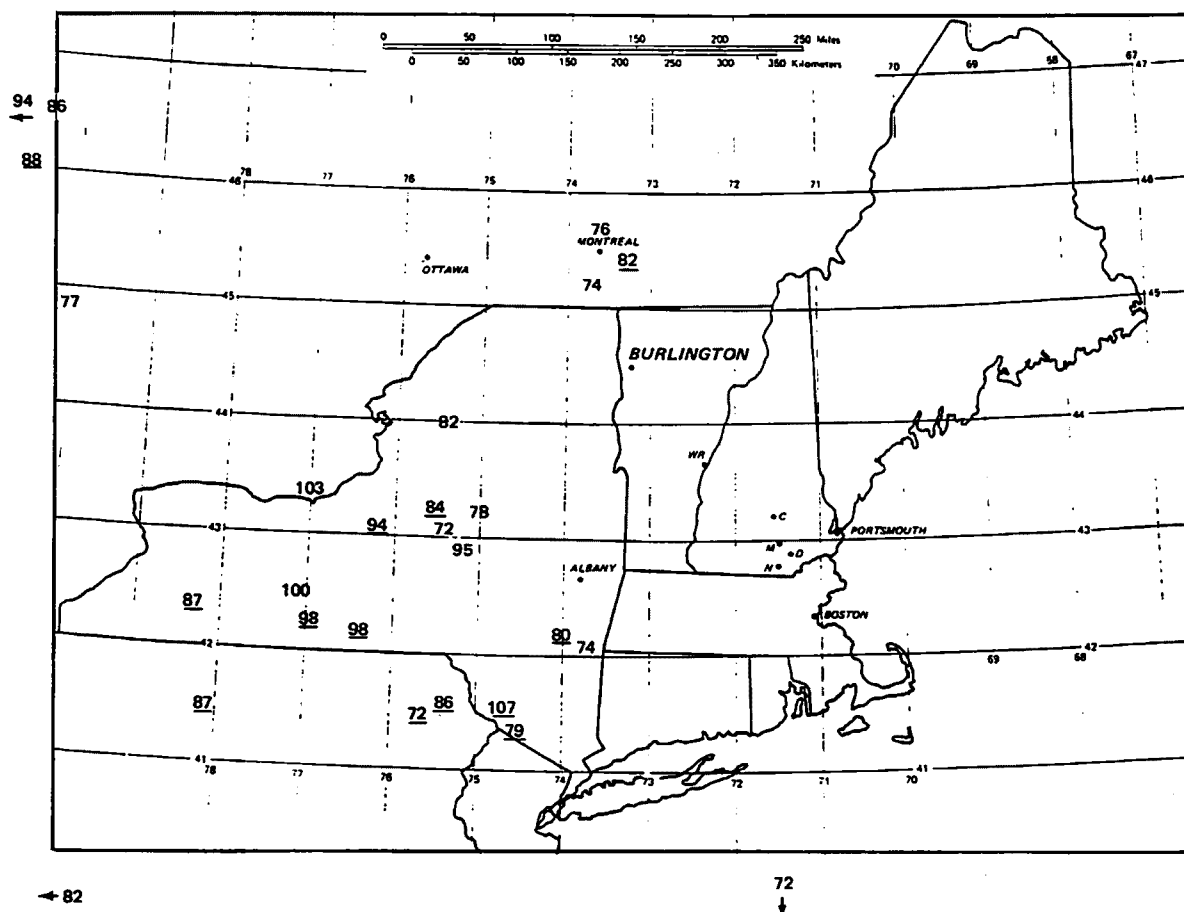 0 50 100 150 200 250 Miles
0 50 100 150 200 250 300 350 Kilometers
70 69 68 67
47
94
86
88
78 77 76 75 74 73 72 71
46 46
76
MONTREAL
82
OTTAWA
74
77
45 45
BURLINGTON
44 82 44
WR
103
84 78
94 72
43 43
C
PORTSMOUTH
95
M
D
ALBANY
N
100
87
98
98
80
74
BOSTON
42 42
69 68
87
72 86 107
79
41 41
78 77 76 75 74 73 72 71 70
82
72